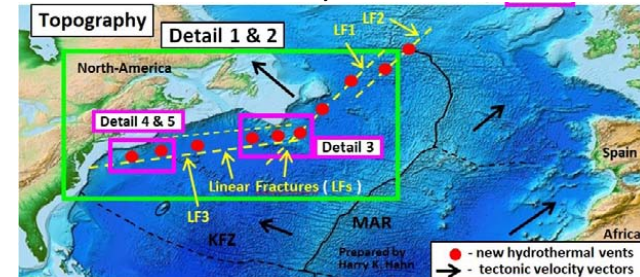 Topography
LF2
LF1
Detail 1 & 2
North-America
Detail 4 & 5
Detail 3
Spain
Linear Fractures ( LFs )
LF3
MAR
KFZ
Africa
Prepared by
Harry K. Hahn
- new hydrothermal vents
- tectonic velocity vector